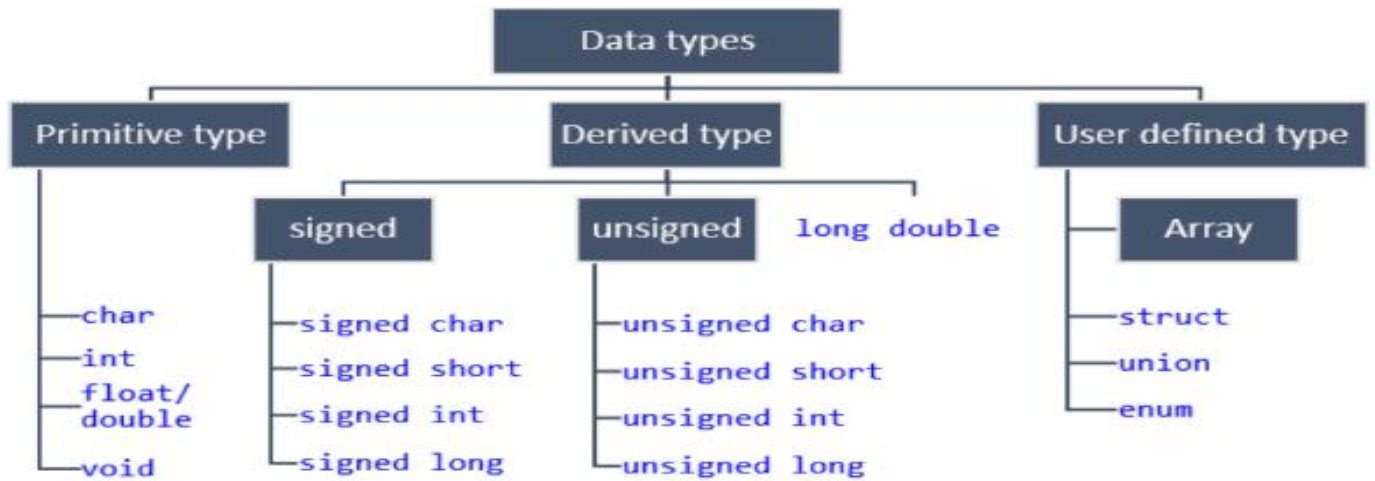 Data types
Primitive type
Derived type
User defined type
signed
unsigned
long double
Array
char
int
float/
double
void
signed char
signed short
signed int
signed long
unsigned char
unsigned short
unsigned int
unsigned long
struct
union
enum